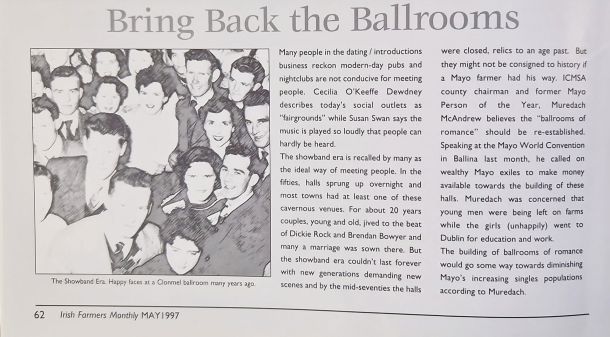 Bring Back the Ballrooms
Many people in the dating / introductions
business reckon modern-day pubs and
nightclubs are not conducive for meeting
people. Cecilia O'Keeffe Dewdney
describes today's social outlets as
"fairgrounds" while Susan Swan says the
music is played so loudly that people can
hardly be heard.
The showband era is recalled by many as
the ideal way of meeting people. In the
fifties, halls sprung up overnight and
most towns had at least one of these
cavernous venues. For about 20 years
couples, young and old, jived to the beat
of Dickie Rock and Brendan Bowyer and
many a marriage was sown there. But
the showband era couldn't last forever
with new generations demanding new
scenes and by the mid-seventies the halls
were closed, relics to an age past. But
they might not be consigned to history if
a Mayo farmer had his way. ICMSA
county chairman and former Mayo
Person of the Year, Muredach
McAndrew believes the "ballrooms of
romance" should be re-established.
Speaking at the Mayo World Convention
in Ballina last month, he called on
wealthy Mayo exiles to make money
available towards the building of these
halls. Muredach was concerned that
young men were being left on farms
while the girls (unhappily) went to
Dublin for education and work.
The building of ballrooms of romance
would go some way towards diminishing
Mayo's increasing singles populations
according to Muredach.
The Showband Era. Happy faces at a Clonmel ballroom many years ago.
62 Irish Farmers Monthly MAY1997